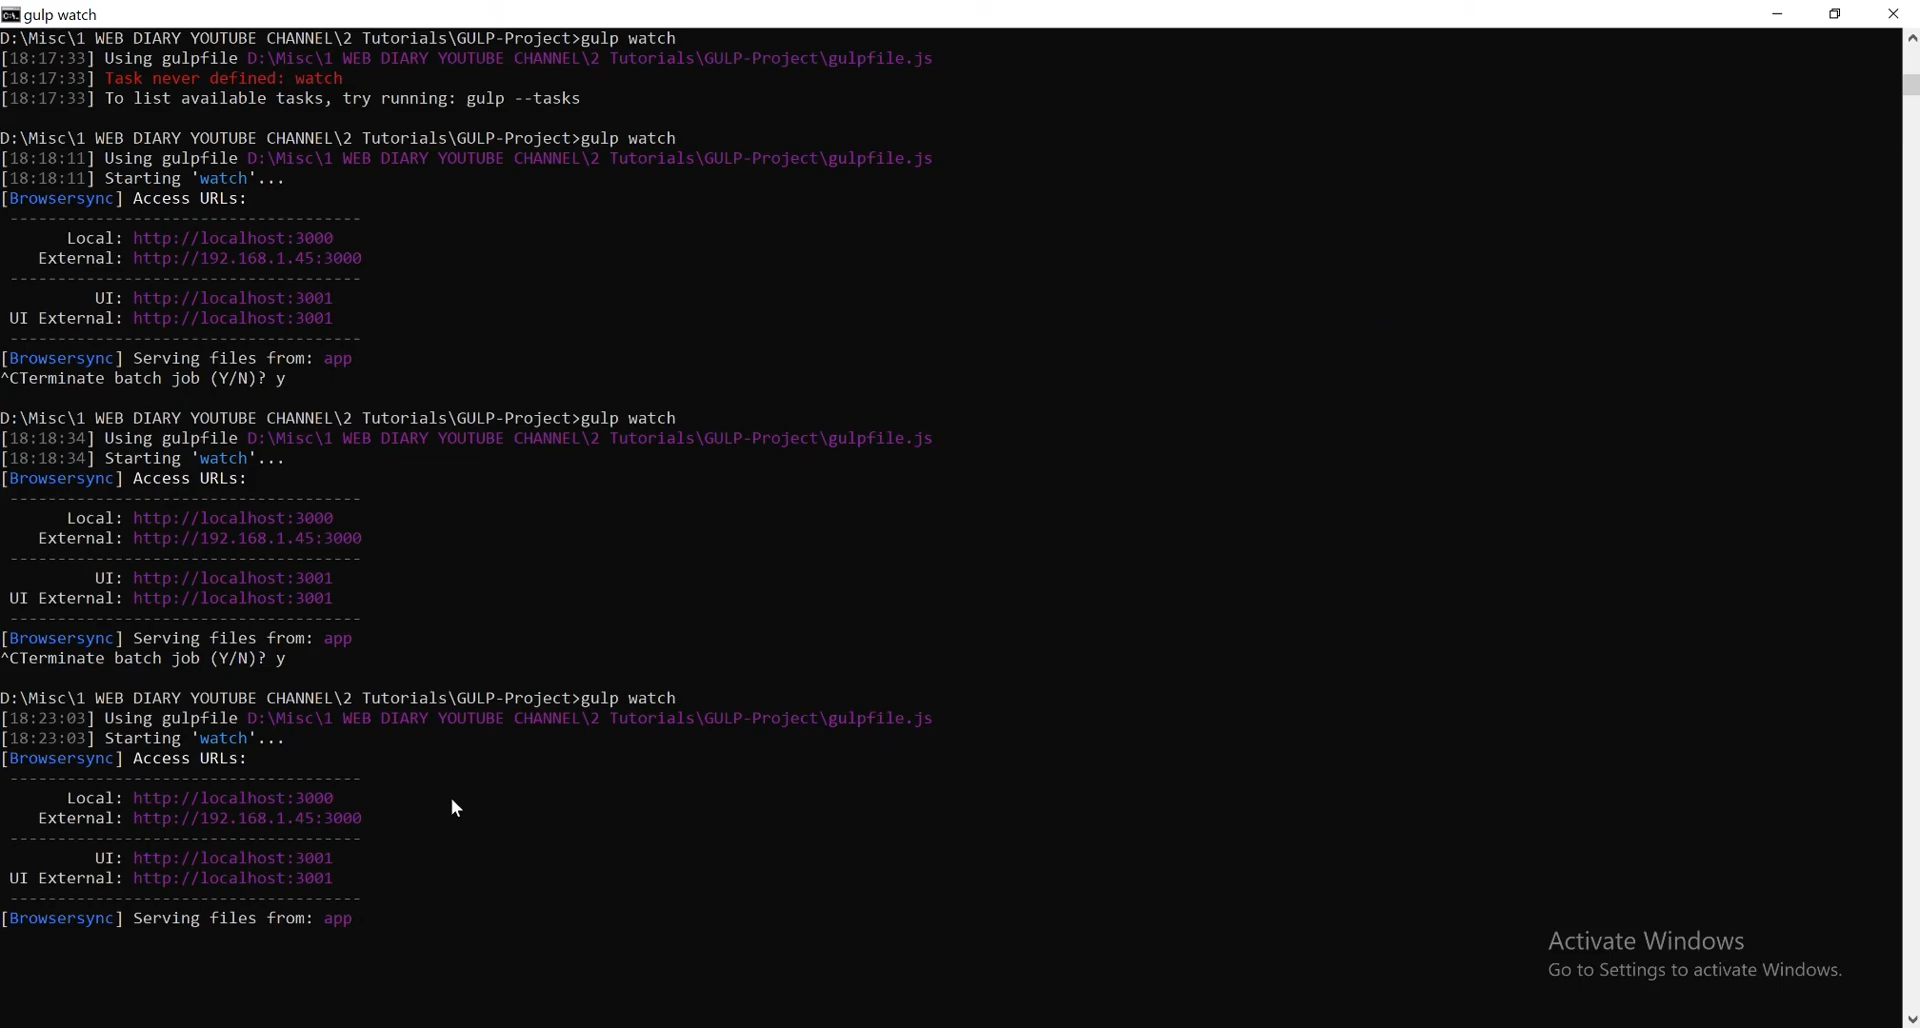 gulp watch
D:\Misc\1 WEB DIARY YOUTUBE CHANNEL\2 Tutorials\GULP-Project>gulp watch
[18:17:33] Using gulpfile D:\Misc\1 WEB DIARY YOUTUBE CHANNEL\2 Tutorials\GULP-Project\gulpfile.js
[18:17:33] Task never defined: watch
[18:17:33] To list available tasks, try running: gulp --tasks
D:\Misc\1 WEB DIARY YOUTUBE CHANNEL\2 Tutorials\GULP-Project>gulp watch
[18:18:11] Using gulpfile D:\Misc\1 WEB DIARY YOUTUBE CHANNEL\2 Tutorials\GULP-Project\gulpfile.js
[18:18:11] Starting 'watch'...
[Browsersync] Access URLs:
--------------------------------------
Local: http://localhost:3000
External: http://192.168.1.45:3000
--------------------------------------
UI: http://localhost:3001
UI External: http://localhost:3001
--------------------------------------
[Browsersync] Serving files from: app
^CTerminate batch job (Y/N)? y
D:\Misc\1 WEB DIARY YOUTUBE CHANNEL\2 Tutorials\GULP-Project>gulp watch
[18:18:34] Using gulpfile D:\Misc\1 WEB DIARY YOUTUBE CHANNEL\2 Tutorials\GULP-Project\gulpfile.js
[18:18:34] Starting 'watch'...
[Browsersync] Access URLs:
--------------------------------------
Local: http://localhost:3000
External: http://192.168.1.45:3000
--------------------------------------
UI: http://localhost:3001
UI External: http://localhost:3001
--------------------------------------
[Browsersync] Serving files from: app
^CTerminate batch job (Y/N)? y
D:\Misc\1 WEB DIARY YOUTUBE CHANNEL\2 Tutorials\GULP-Project>gulp watch
[18:23:03] Using gulpfile D:\Misc\1 WEB DIARY YOUTUBE CHANNEL\2 Tutorials\GULP-Project\gulpfile.js
[18:23:03] Starting 'watch'...
[Browsersync] Access URLs:
--------------------------------------
Local: http://localhost:3000
External: http://192.168.1.45:3000
--------------------------------------
UI: http://localhost:3001
UI External: http://localhost:3001
--------------------------------------
[Browsersync] Serving files from: app
Activate Windows
Go to Settings to activate Windows.